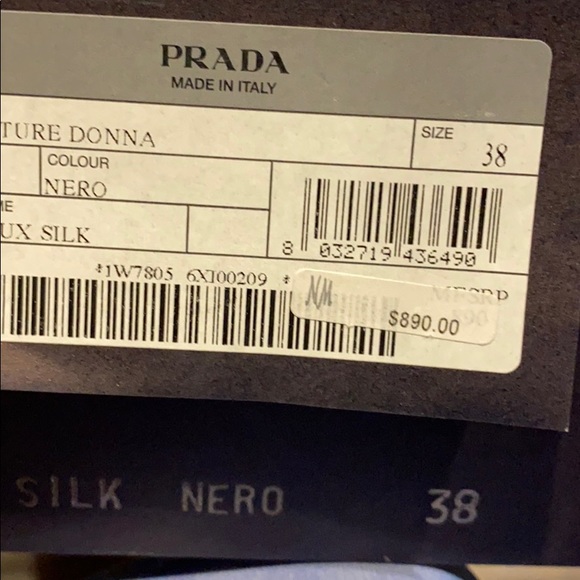 PRADA
MADE IN ITALY
TURE DONNA
SIZE
38
COLOUR
NERO
UX SILK
8 032719 436490
*1W7805 6XJ00209 *
NM
$890.00
SILK NERO 38